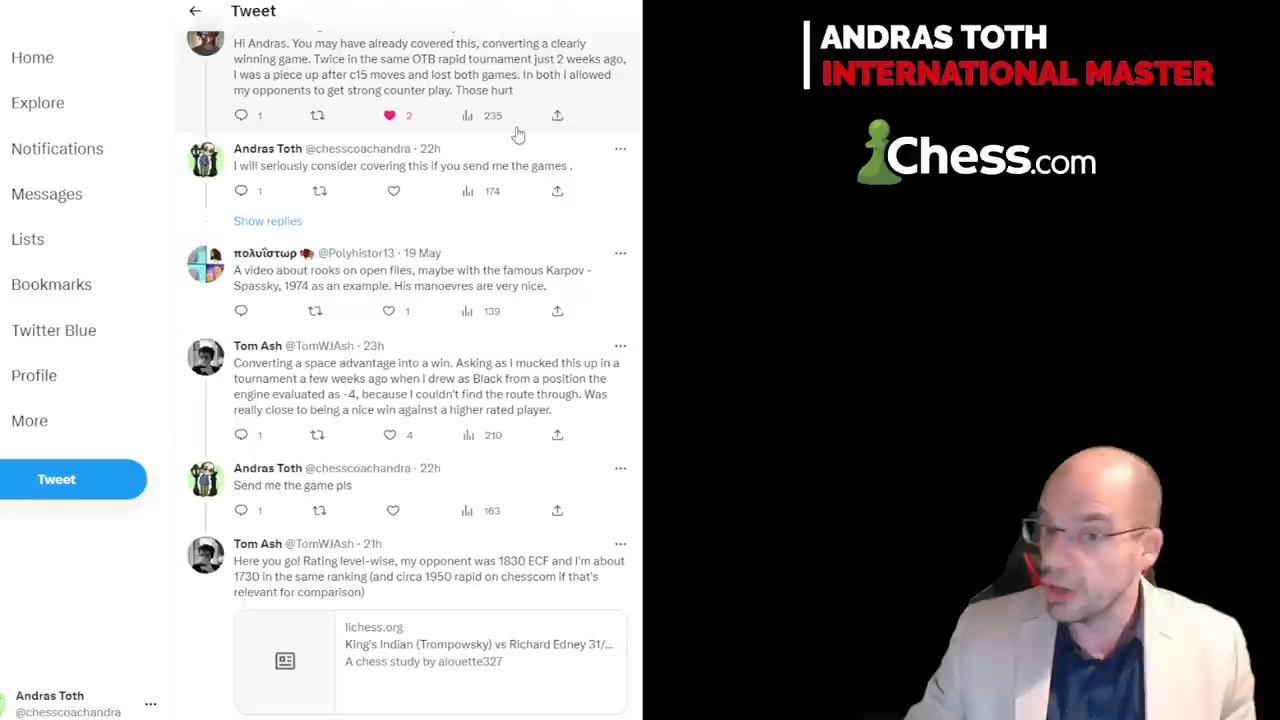 Tweet
Home
Explore
Notifications
Messages
Lists
Bookmarks
Twitter Blue
Profile
More
Tweet
Andras Toth
@chesscoachandra
Hi Andras. You may have already covered this, converting a clearly
winning game. Twice in the same OTB rapid tournament just 2 weeks ago,
I was a piece up after c15 moves and lost both games. In both I allowed
my opponents to get strong counter play. Those hurt
1 2 235
Andras Toth @chesscoachandra · 22h
I will seriously consider covering this if you send me the games .
1 174
Show replies
πολυΐστωρ @Polyhistor13 · 19 May
A video about rooks on open files, maybe with the famous Karpov -
Spassky, 1974 as an example. His manoevres are very nice.
1 139
Tom Ash @TomWJAsh · 23h
Converting a space advantage into a win. Asking as I mucked this up in a
tournament a few weeks ago when I drew as Black from a position the
engine evaluated as -4, because I couldn't find the route through. Was
really close to being a nice win against a higher rated player.
1 4 210
Andras Toth @chesscoachandra · 22h
Send me the game pls
1 163
Tom Ash @TomWJAsh · 21h
Here you go! Rating level-wise, my opponent was 1830 ECF and I'm about
1730 in the same ranking (and circa 1950 rapid on chesscom if that's
relevant for comparison)
lichess.org
King's Indian (Trompowsky) vs Richard Edney 31/...
A chess study by alouette327
ANDRAS TOTH
INTERNATIONAL MASTER
Chess.com